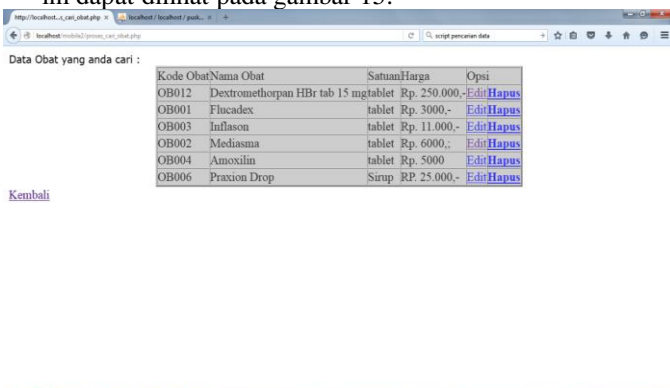 ini dapat dilihat pada gambar 15.
http://localhost...s_cari_obat.php × localhost / localhost / pusk... × +
localhost/mobile2/proses_cari_obat.php script pencarian data
Data Obat yang anda cari :
Kode Obat Nama Obat Satuan Harga Opsi
OB012 Dextromethorpan HBr tab 15 mg tablet Rp. 250.000,- Edit Hapus
OB001 Flucadex tablet Rp. 3000,- Edit Hapus
OB003 Inflason tablet Rp. 11.000,- Edit Hapus
OB002 Mediasma tablet Rp. 6000,; Edit Hapus
OB004 Amoxilin tablet Rp. 5000 Edit Hapus
OB006 Praxion Drop Sirup RP. 25.000,- Edit Hapus
Kembali